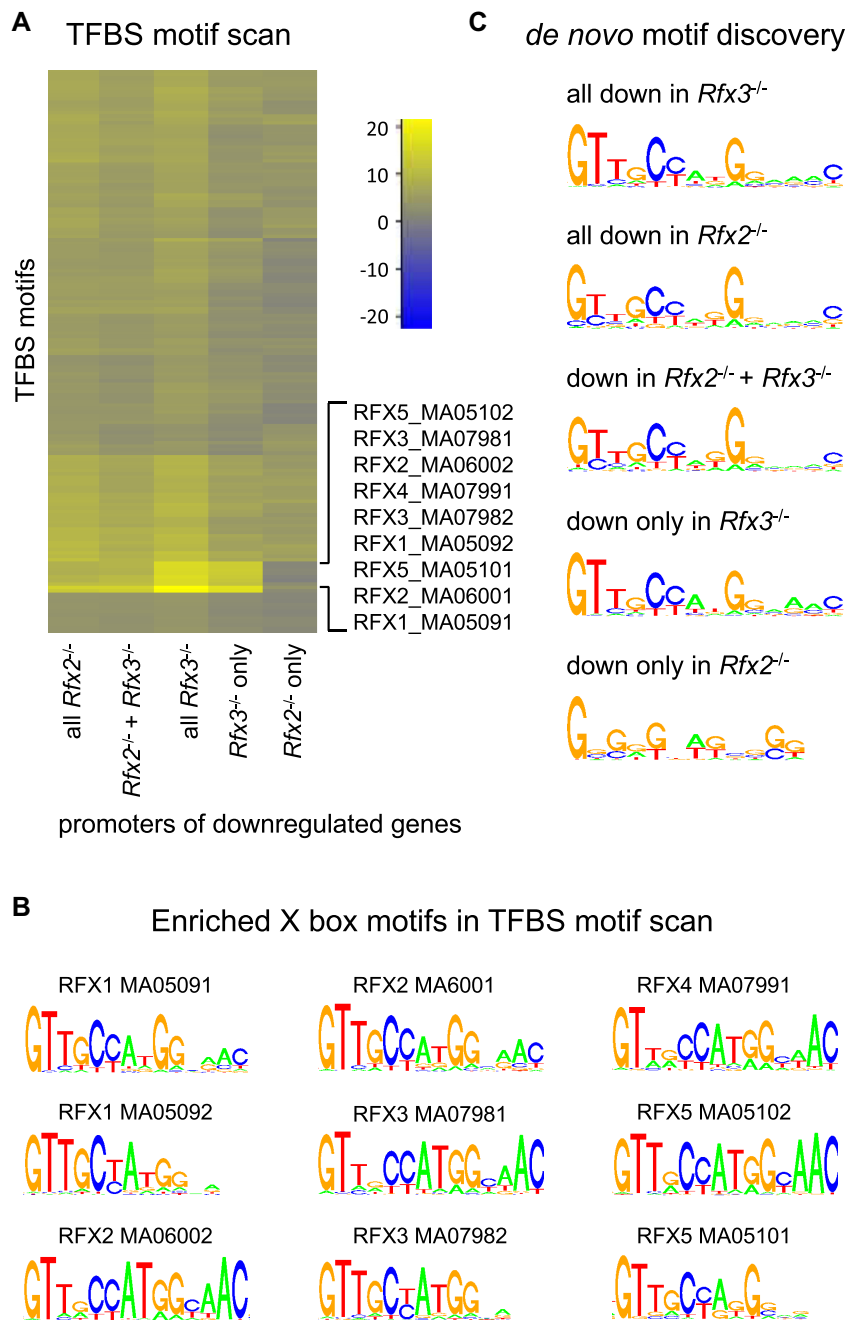 A
TFBS motif scan
TFBS motifs
20
10
0
-10
-20
RFX5_MA05102
RFX3_MA07981
RFX2_MA06002
RFX4_MA07991
RFX3_MA07982
RFX1_MA05092
RFX5_MA05101
RFX2_MA06001
RFX1_MA05091
all Rfx2-/-
Rfx2-/- + Rfx3-/-
all Rfx3-/-
Rfx3-/- only
Rfx2-/- only
promoters of downregulated genes
C
de novo motif discovery
all down in Rfx3-/-
all down in Rfx2-/-
down in Rfx2-/- + Rfx3-/-
down only in Rfx3-/-
down only in Rfx2-/-
B
Enriched X box motifs in TFBS motif scan
RFX1 MA05091
RFX2 MA6001
RFX4 MA07991
RFX1 MA05092
RFX3 MA07981
RFX5 MA05102
RFX2 MA06002
RFX3 MA07982
RFX5 MA05101